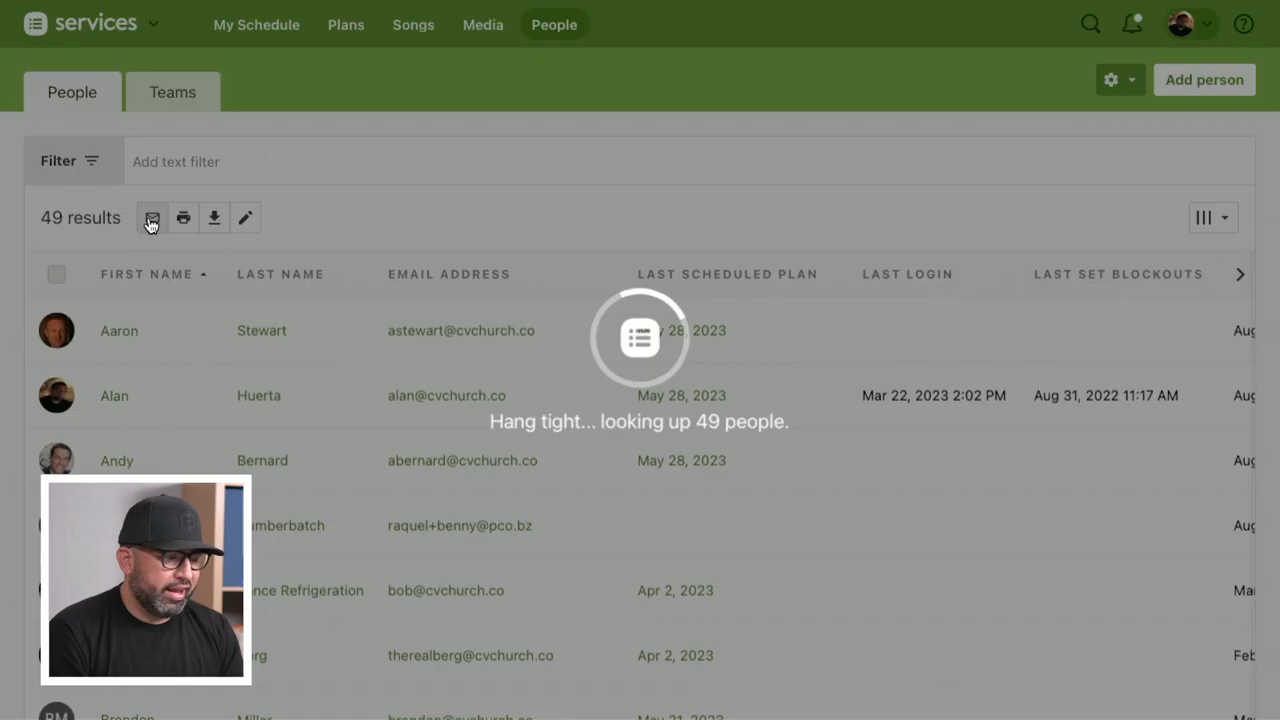 services My Schedule Plans Songs Media People
People Teams Add person
Filter Add text filter
49 results
FIRST NAME LAST NAME EMAIL ADDRESS LAST SCHEDULED PLAN LAST LOGIN LAST SET BLOCKOUTS
Aaron Stewart astewart@cvchurch.co 28, 2023 Aug
Alan Huerta alan@cvchurch.co May 28, 2023 Mar 22, 2023 2:02 PM Aug 31, 2022 11:17 AM Aug
Hang tight... looking up 49 people.
Andy Bernard abernard@cvchurch.co May 28, 2023 Aug
mberbatch raquel+benny@pco.bz Aug
nce Refrigeration bob@cvchurch.co Apr 2, 2023 Mar
erg therealberg@cvchurch.co Apr 2, 2023 Feb
BM Brendon Miller May 21, 2023